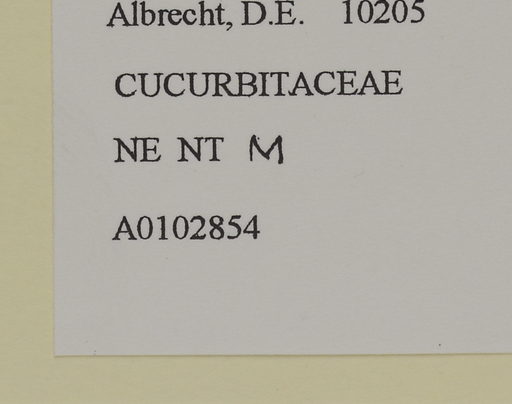 Albrecht, D.E. 10205
CUCURBITACEAE
NE NT M
A0102854